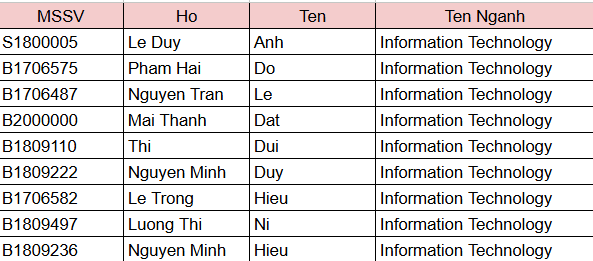 MSSV Ho Ten Ten Nganh
S1800005 Le Duy Anh Information Technology
B1706575 Pham Hai Do Information Technology
B1706487 Nguyen Tran Le Information Technology
B2000000 Mai Thanh Dat Information Technology
B1809110 Thi Dui Information Technology
B1809222 Nguyen Minh Duy Information Technology
B1706582 Le Trong Hieu Information Technology
B1809497 Luong Thi Ni Information Technology
B1809236 Nguyen Minh Hieu Information Technology